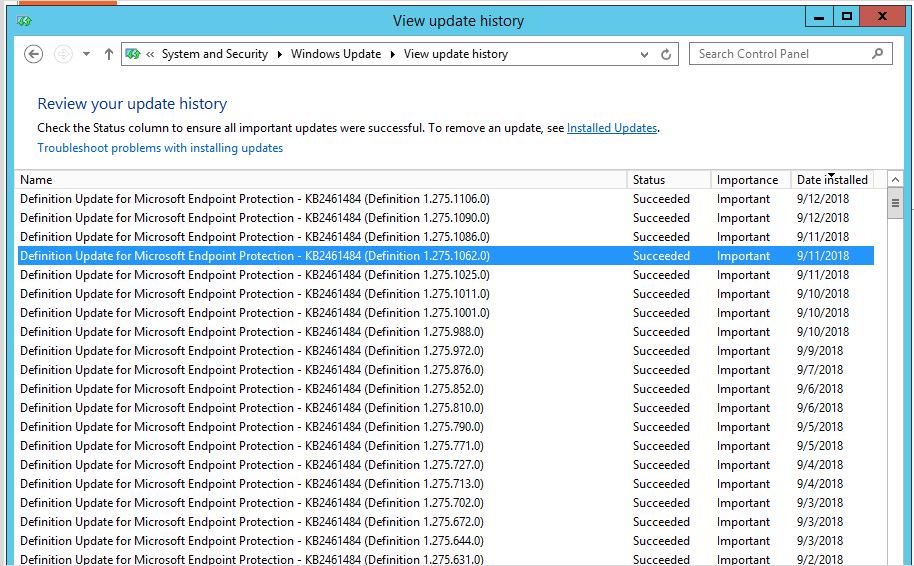 View update history
« System and Security Windows Update View update history Search Control Panel
Review your update history
Check the Status column to ensure all important updates were successful. To remove an update, see Installed Updates.
Troubleshoot problems with installing updates
Name Status Importance Date installed
Definition Update for Microsoft Endpoint Protection - KB2461484 (Definition 1.275.1106.0) Succeeded Important 9/12/2018
Definition Update for Microsoft Endpoint Protection - KB2461484 (Definition 1.275.1090.0) Succeeded Important 9/12/2018
Definition Update for Microsoft Endpoint Protection - KB2461484 (Definition 1.275.1086.0) Succeeded Important 9/11/2018
Definition Update for Microsoft Endpoint Protection - KB2461484 (Definition 1.275.1062.0) Succeeded Important 9/11/2018
Definition Update for Microsoft Endpoint Protection - KB2461484 (Definition 1.275.1025.0) Succeeded Important 9/11/2018
Definition Update for Microsoft Endpoint Protection - KB2461484 (Definition 1.275.1011.0) Succeeded Important 9/10/2018
Definition Update for Microsoft Endpoint Protection - KB2461484 (Definition 1.275.1001.0) Succeeded Important 9/10/2018
Definition Update for Microsoft Endpoint Protection - KB2461484 (Definition 1.275.988.0) Succeeded Important 9/10/2018
Definition Update for Microsoft Endpoint Protection - KB2461484 (Definition 1.275.972.0) Succeeded Important 9/9/2018
Definition Update for Microsoft Endpoint Protection - KB2461484 (Definition 1.275.876.0) Succeeded Important 9/7/2018
Definition Update for Microsoft Endpoint Protection - KB2461484 (Definition 1.275.852.0) Succeeded Important 9/6/2018
Definition Update for Microsoft Endpoint Protection - KB2461484 (Definition 1.275.810.0) Succeeded Important 9/6/2018
Definition Update for Microsoft Endpoint Protection - KB2461484 (Definition 1.275.790.0) Succeeded Important 9/5/2018
Definition Update for Microsoft Endpoint Protection - KB2461484 (Definition 1.275.771.0) Succeeded Important 9/5/2018
Definition Update for Microsoft Endpoint Protection - KB2461484 (Definition 1.275.727.0) Succeeded Important 9/4/2018
Definition Update for Microsoft Endpoint Protection - KB2461484 (Definition 1.275.713.0) Succeeded Important 9/4/2018
Definition Update for Microsoft Endpoint Protection - KB2461484 (Definition 1.275.702.0) Succeeded Important 9/3/2018
Definition Update for Microsoft Endpoint Protection - KB2461484 (Definition 1.275.672.0) Succeeded Important 9/3/2018
Definition Update for Microsoft Endpoint Protection - KB2461484 (Definition 1.275.644.0) Succeeded Important 9/3/2018
Definition Update for Microsoft Endpoint Protection - KB2461484 (Definition 1.275.631.0) Succeeded Important 9/2/2018